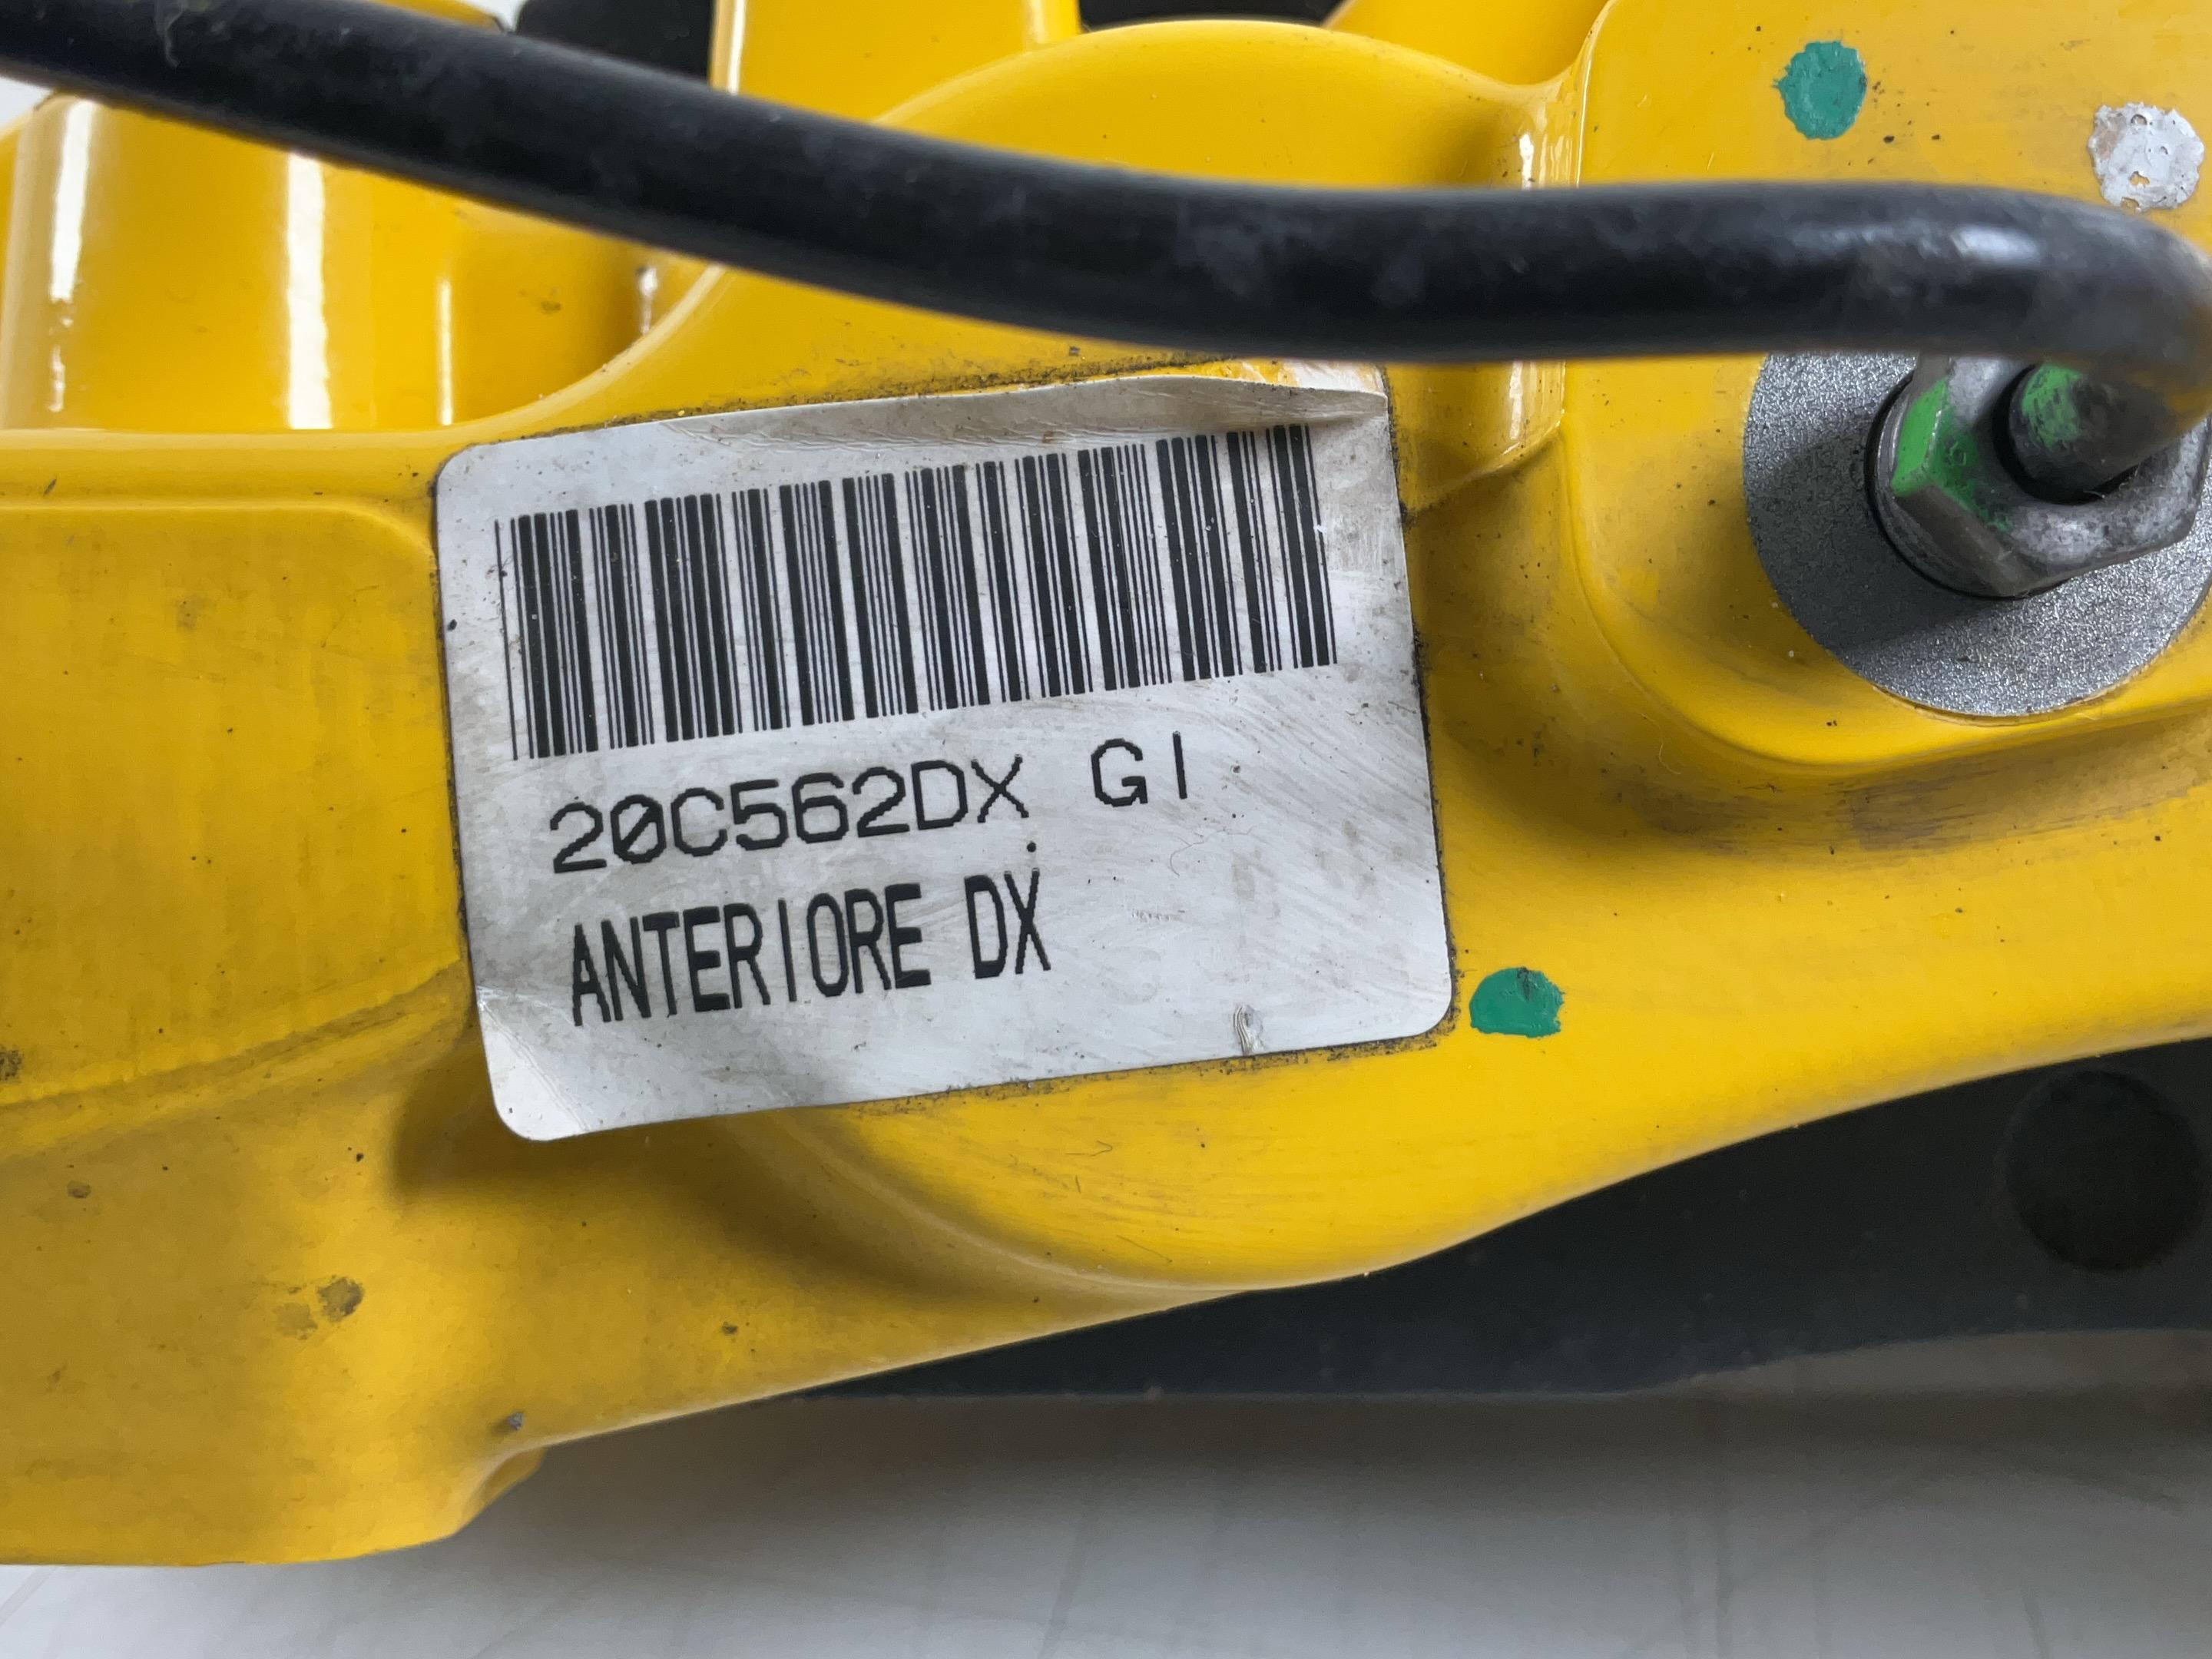 20C562DX GI
ANTERIORE DX